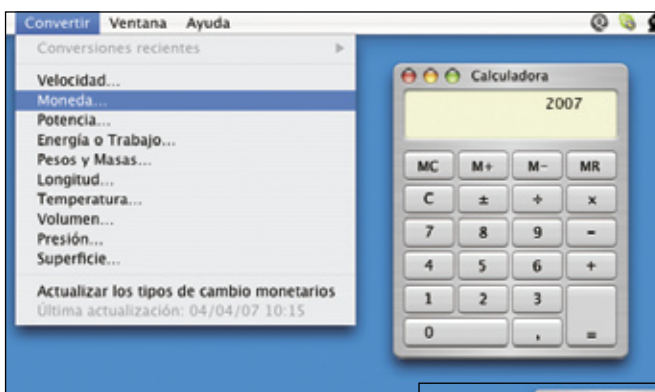 Convertir Ventana Ayuda
Conversiones recientes
Velocidad...
Moneda...
Potencia...
Energía o Trabajo...
Pesos y Masas...
Longitud...
Temperatura...
Volumen...
Presión...
Superficie...
Actualizar los tipos de cambio monetarios
Última actualización: 04/04/07 10:15
Calculadora
2007
MC M+ M- MR
C ± ÷ ×
7 8 9 -
4 5 6 +
1 2 3
0 , =